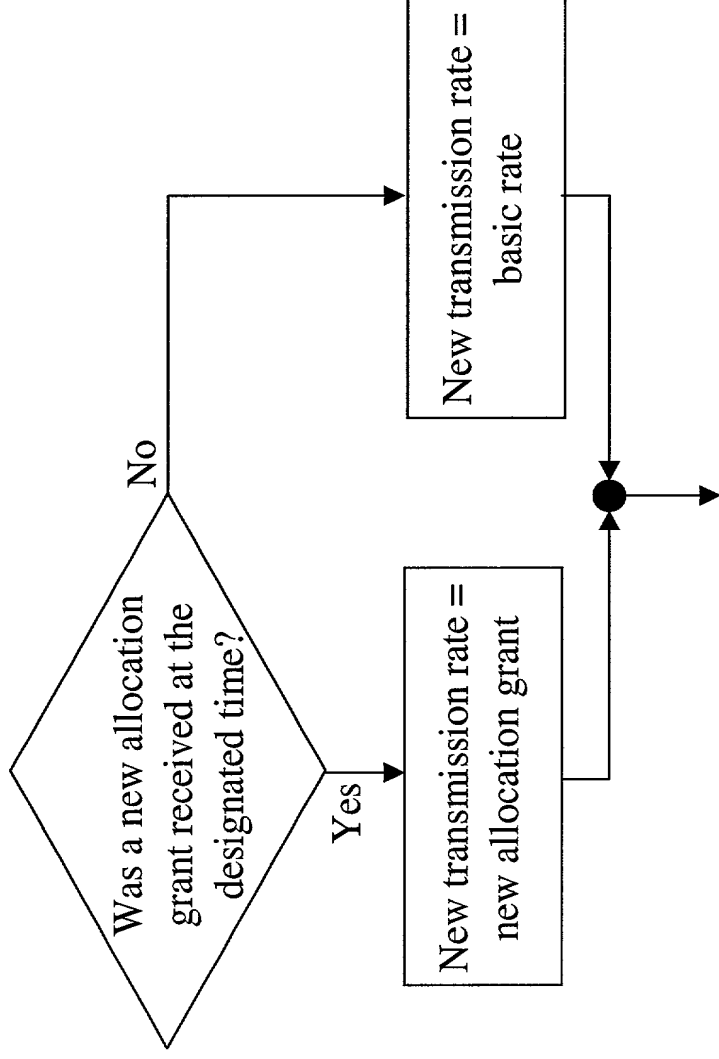 Was a new allocation
grant received at the
designated time?
No
Yes
New transmission rate =
new allocation grant
New transmission rate =
basic rate